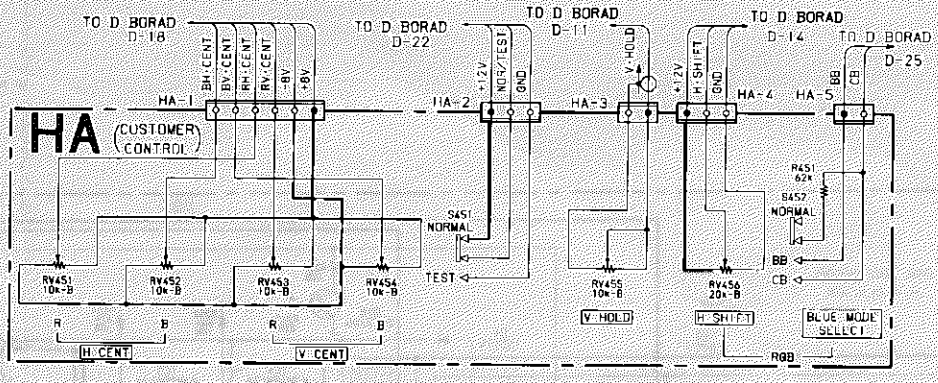 TO D BORAD
D-18
BH·CENT
BV·CENT
RH·CENT
RV·CENT
-8V
+8V
TO D BORAD
D-22
+12V
NOR/TEST
GND
TO D BORAD
D-11
V·HOLD
TO D BORAD
D-14
+12V
H·SHIFT
GND
TO D BORAD
D-25
BB
CB
HA-1
HA-2
HA-3
HA-4
HA-5
HA
(CUSTOMER
CONTROL)
R451
62k
S451
NORMAL
TEST
S452
NORMAL
BB
CB
RV451
10k-B
RV452
10k-B
RV453
10k-B
RV454
10k-B
RV455
10k-B
RV456
20k-B
R
B
R
B
H·CENT
V·CENT
V·HOLD
H·SHIFT
BLUE MODE
SELECT
RGB